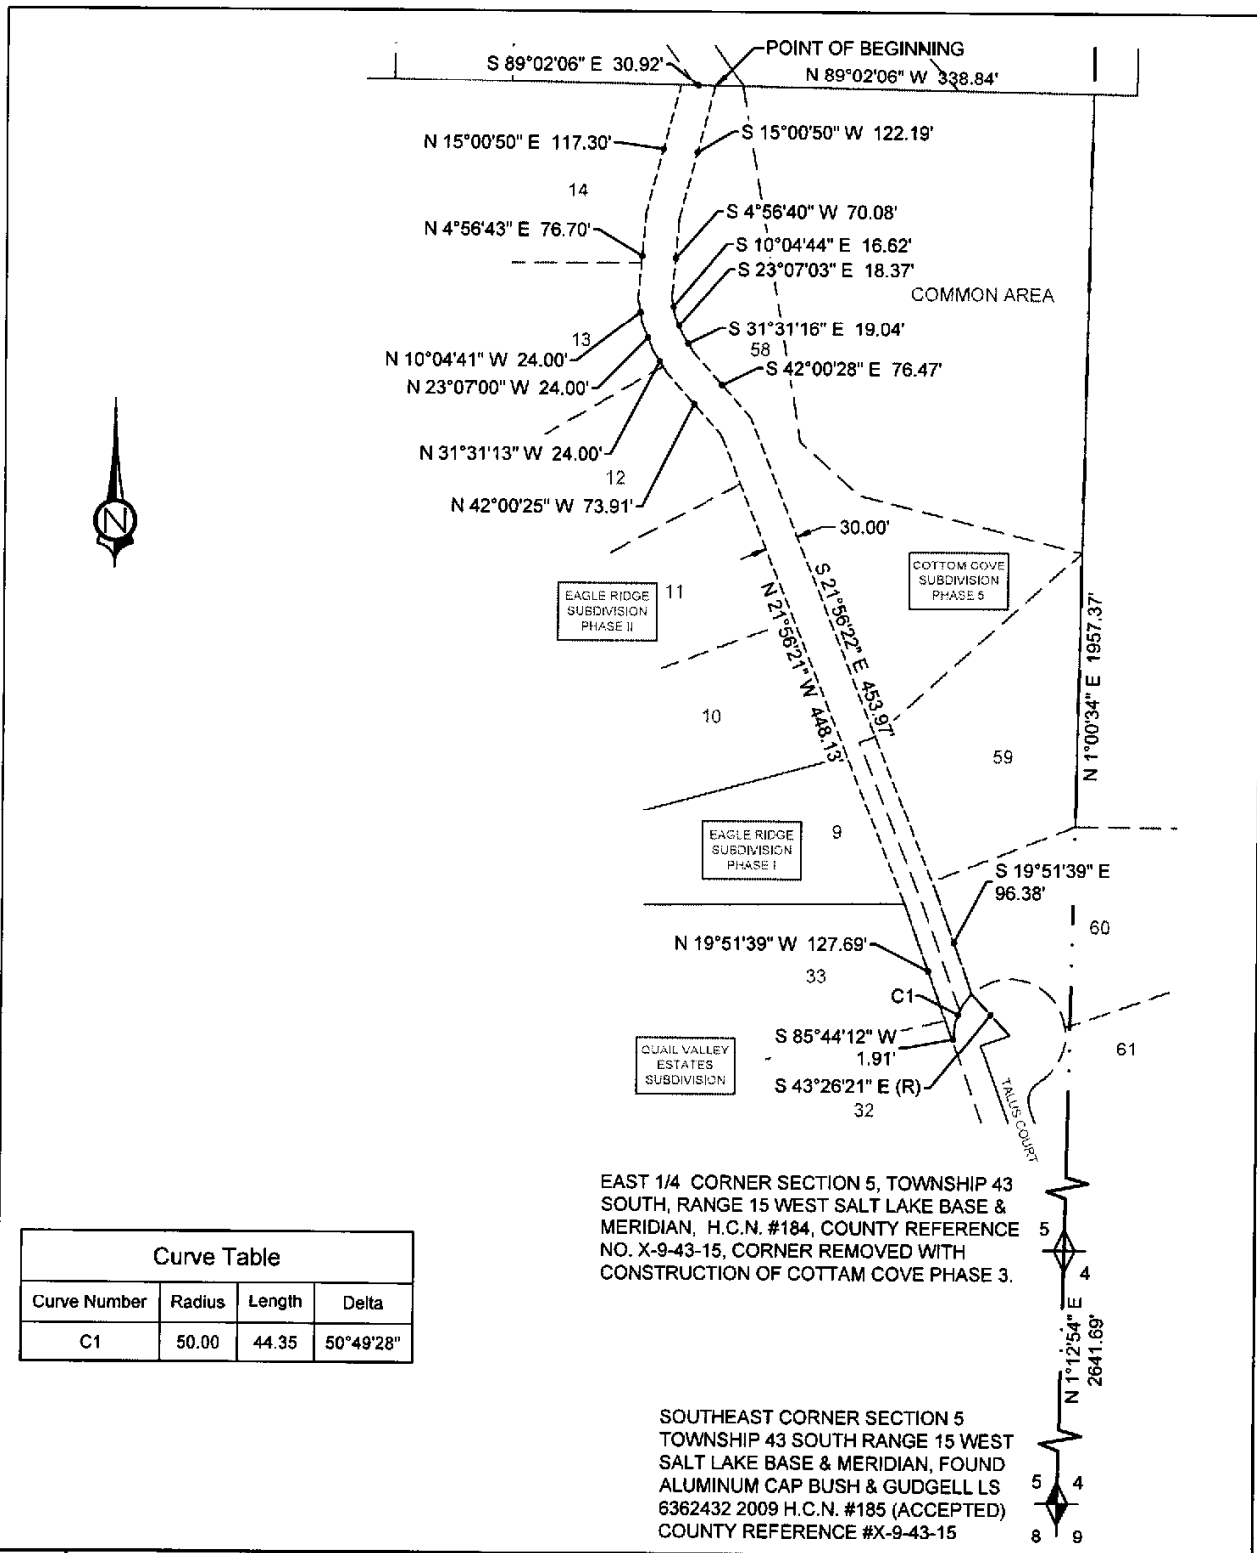 POINT OF BEGINNING
S 89°02'06" E 30.92'
N 89°02'06" W 338.84'
N 15°00'50" E 117.30'
S 15°00'50" W 122.19'
14
S 4°56'40" W 70.08'
N 4°56'43" E 76.70'
S 10°04'44" E 16.62'
S 23°07'03" E 18.37'
COMMON AREA
13
S 31°31'16" E 19.04'
58
N 10°04'41" W 24.00'
S 42°00'28" E 76.47'
N 23°07'00" W 24.00'
N 31°31'13" W 24.00'
12
N 42°00'25" W 73.91'
N
30.00'
COTTOM COVE
SUBDIVISION
PHASE 5
EAGLE RIDGE
SUBDIVISION
PHASE II
11
S 21°56'22" E 453.97'
N 21°56'21" W 448.13'
N 1°00'34" E 1957.37'
10
59
EAGLE RIDGE
SUBDIVISION
PHASE I
9
S 19°51'39" E
96.38'
60
N 19°51'39" W 127.69'
33
C1
S 85°44'12" W
1.91'
QUAIL VALLEY
ESTATES
SUBDIVISION
61
S 43°26'21" E (R)
32
TALUS COURT
EAST 1/4 CORNER SECTION 5, TOWNSHIP 43
SOUTH, RANGE 15 WEST SALT LAKE BASE &
MERIDIAN, H.C.N. #184, COUNTY REFERENCE
NO. X-9-43-15, CORNER REMOVED WITH
CONSTRUCTION OF COTTAM COVE PHASE 3.
5
4
Curve Table
Curve Number Radius Length Delta
C1 50.00 44.35 50°49'28"
N 1°12'54" E
2641.69'
SOUTHEAST CORNER SECTION 5
TOWNSHIP 43 SOUTH RANGE 15 WEST
SALT LAKE BASE & MERIDIAN, FOUND
ALUMINUM CAP BUSH & GUDGELL LS
6362432 2009 H.C.N. #185 (ACCEPTED)
COUNTY REFERENCE #X-9-43-15
5 4
8 9